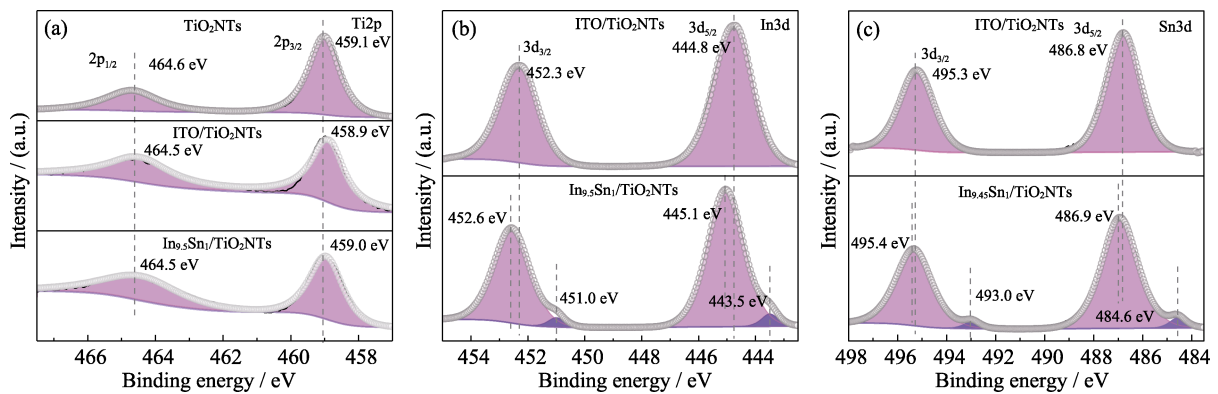 (a)
TiO₂NTs
Ti2p
2p₃/₂
459.1 eV
2p₁/₂
464.6 eV
ITO/TiO₂NTs
458.9 eV
464.5 eV
In₉.₅Sn₁/TiO₂NTs
459.0 eV
464.5 eV
Intensity / (a.u.)
466 464 462 460 458
Binding energy / eV
(b)
ITO/TiO₂NTs
In3d
3d₅/₂
444.8 eV
3d₃/₂
452.3 eV
In₉.₅Sn₁/TiO₂NTs
452.6 eV
445.1 eV
451.0 eV
443.5 eV
Intensity / (a.u.)
454 452 450 448 446 444
Binding energy / eV
(c)
ITO/TiO₂NTs
Sn3d
3d₅/₂
486.8 eV
3d₃/₂
495.3 eV
In₉.₄₅Sn₁/TiO₂NTs
486.9 eV
495.4 eV
493.0 eV
484.6 eV
Intensity / (a.u.)
498 496 494 492 490 488 486 484
Binding energy / eV